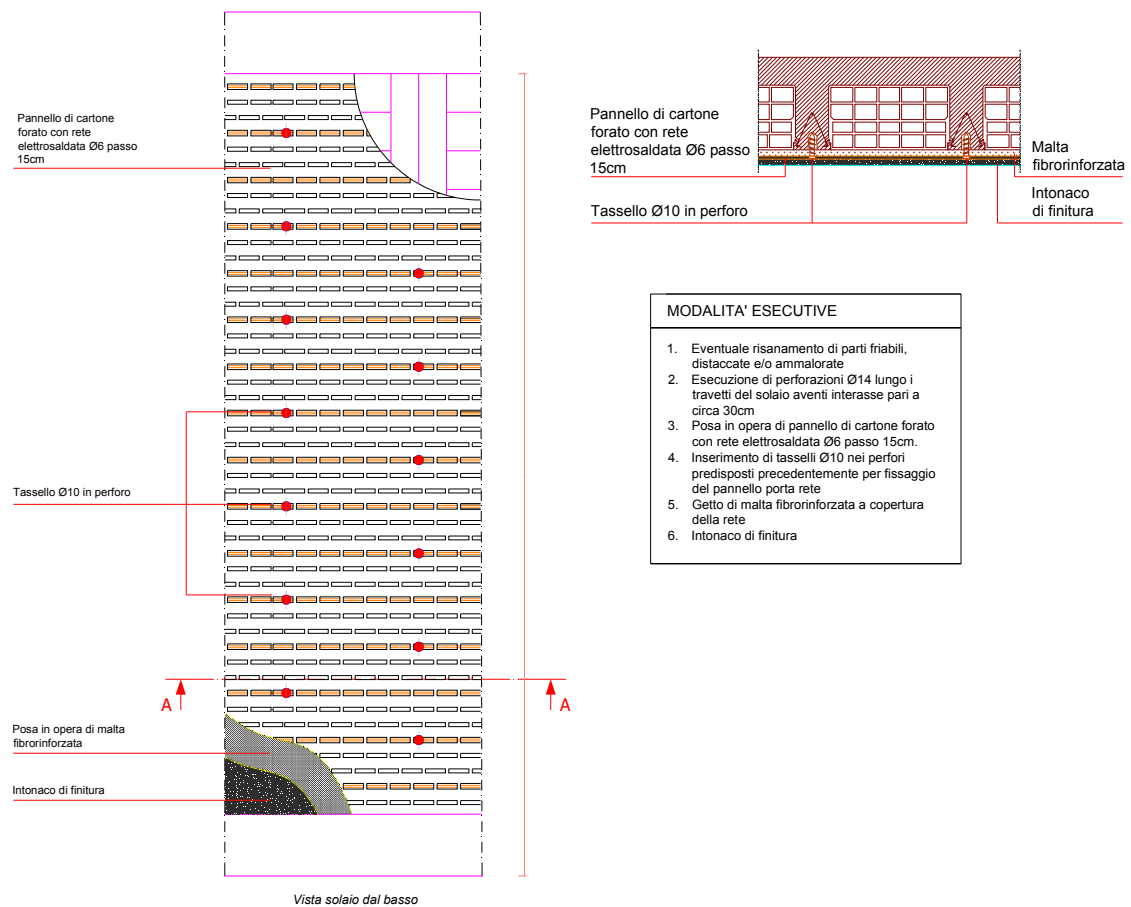 Pannello di cartone
forato con rete
elettrosaldata Ø6 passo
15cm
Tassello Ø10 in perforo
A
A
Posa in opera di malta
fibrorinforzata
Intonaco di finitura
Vista solaio dal basso
Pannello di cartone
forato con rete
elettrosaldata Ø6 passo
15cm
Tassello Ø10 in perforo
Malta
fibrorinforzata
Intonaco
di finitura
MODALITA' ESECUTIVE
1. Eventuale risanamento di parti friabili,
distaccate e/o ammalorate
2. Esecuzione di perforazioni Ø14 lungo i
travetti del solaio aventi interasse pari a
circa 30cm
3. Posa in opera di pannello di cartone forato
con rete elettrosaldata Ø6 passo 15cm.
4. Inserimento di tasselli Ø10 nei perfori
predisposti precedentemente per fissaggio
del pannello porta rete
5. Getto di malta fibrorinforzata a copertura
della rete
6. Intonaco di finitura